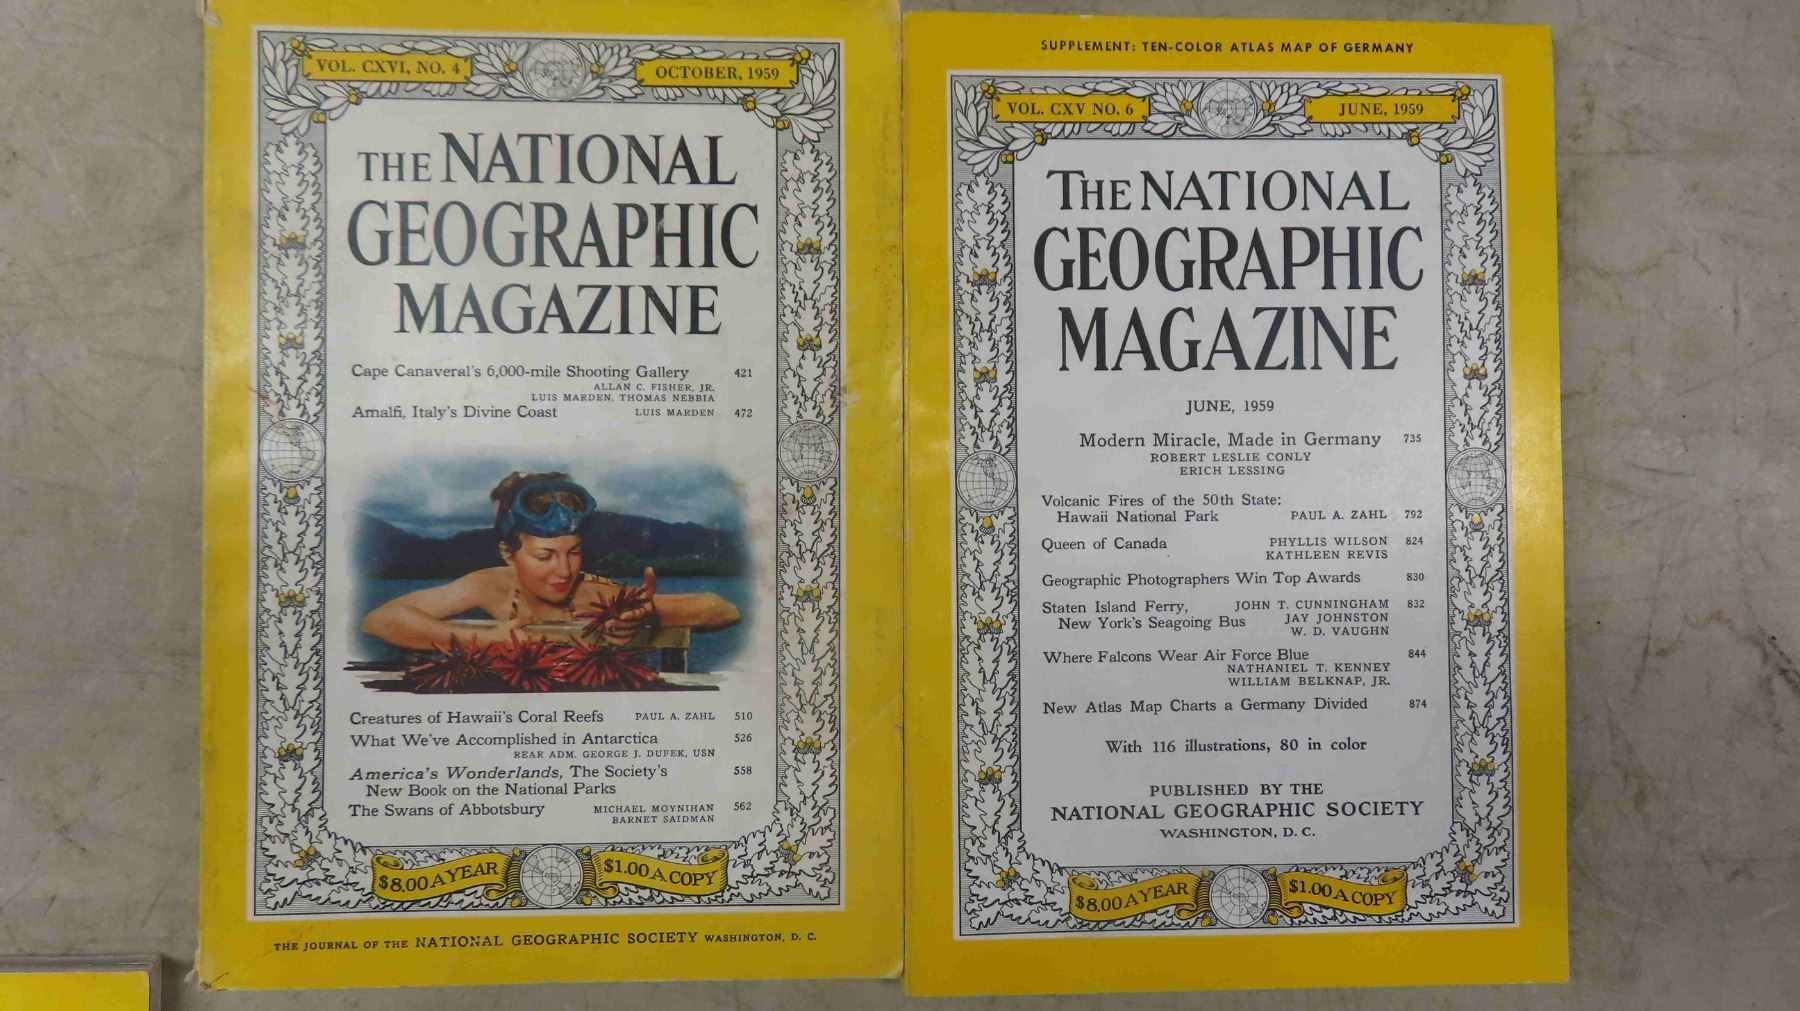 VOL. CXVI, NO. 4
OCTOBER, 1959
THE NATIONAL
GEOGRAPHIC
MAGAZINE
Cape Canaveral's 6,000-mile Shooting Gallery 421
ALLAN C. FISHER, JR.
LUIS MARDEN, THOMAS NEBBIA
Amalfi, Italy's Divine Coast LUIS MARDEN 472
Creatures of Hawaii's Coral Reefs PAUL A. ZAHL 510
What We've Accomplished in Antarctica 526
REAR ADM. GEORGE J. DUFEK, USN
America's Wonderlands, The Society's 558
New Book on the National Parks
The Swans of Abbotsbury MICHAEL MOYNIHAN 562
BARNET SAIDMAN
$8.00 A YEAR
$1.00 A COPY
THE JOURNAL OF THE NATIONAL GEOGRAPHIC SOCIETY WASHINGTON, D. C.
SUPPLEMENT: TEN-COLOR ATLAS MAP OF GERMANY
VOL. CXV NO. 6
JUNE, 1959
THE NATIONAL
GEOGRAPHIC
MAGAZINE
JUNE, 1959
Modern Miracle, Made in Germany 735
ROBERT LESLIE CONLY
ERICH LESSING
Volcanic Fires of the 50th State:
Hawaii National Park PAUL A. ZAHL 792
Queen of Canada PHYLLIS WILSON 824
KATHLEEN REVIS
Geographic Photographers Win Top Awards 830
Staten Island Ferry, JOHN T. CUNNINGHAM 832
New York's Seagoing Bus JAY JOHNSTON
W. D. VAUGHN
Where Falcons Wear Air Force Blue 844
NATHANIEL T. KENNEY
WILLIAM BELKNAP, JR.
New Atlas Map Charts a Germany Divided 874
With 116 illustrations, 80 in color
PUBLISHED BY THE
NATIONAL GEOGRAPHIC SOCIETY
WASHINGTON, D. C.
$8.00 A YEAR
$1.00 A COPY